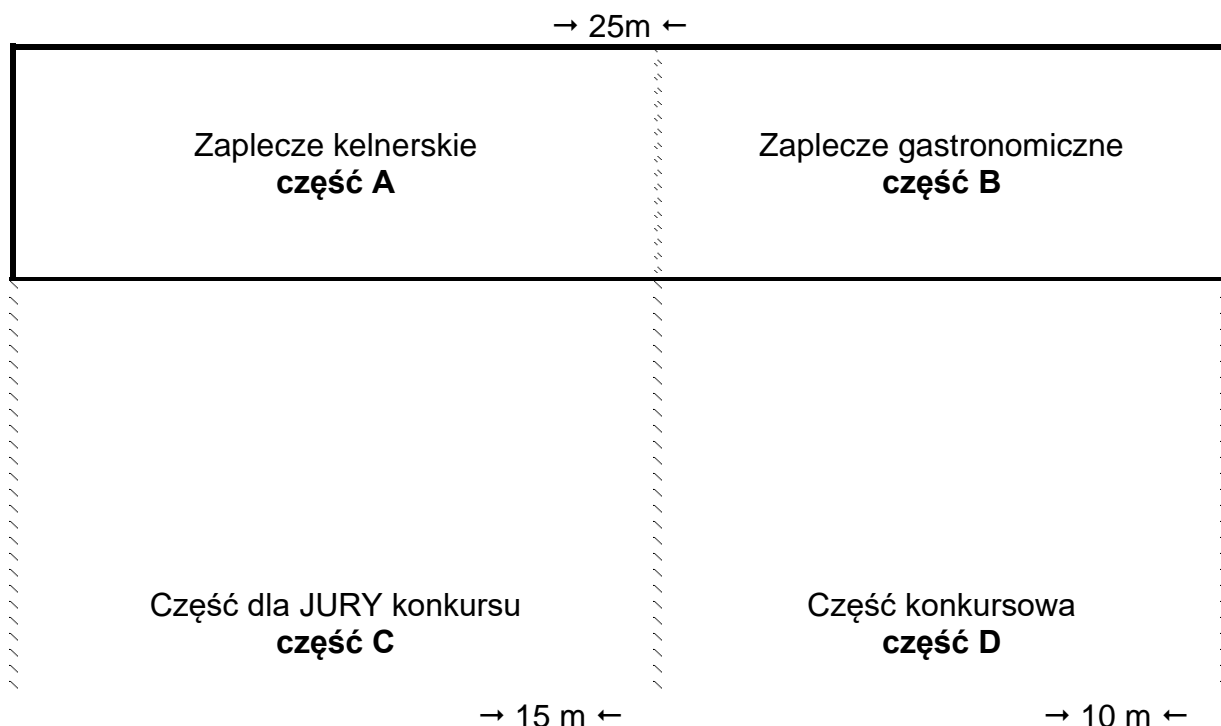 → 25m ←
Zaplecze kelnerskie
część A
Zaplecze gastronomiczne
część B
Część dla JURY konkursu
część C
Część konkursowa
część D
→ 15 m ←
→ 10 m ←